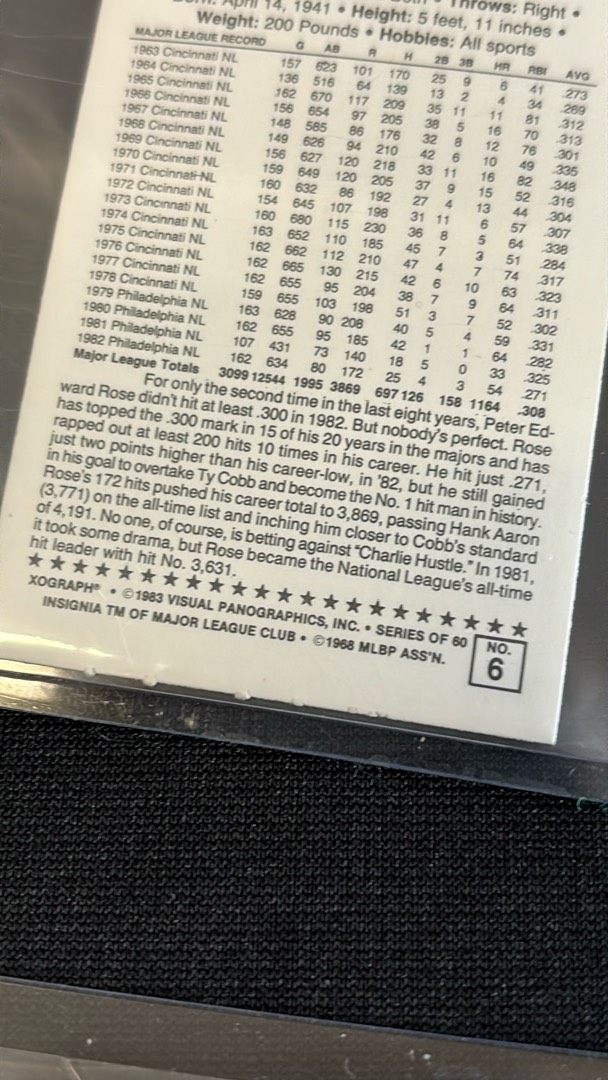 April 14, 1941 • Throws: Right •
Weight: 200 Pounds • Height: 5 feet, 11 inches •
Hobbies: All sports
MAJOR LEAGUE RECORD G AB R H 2B 3B HR RBI AVG
1963 Cincinnati NL 157 623 101 170 25 9 6 41 .273
1964 Cincinnati NL 136 516 64 139 13 2 4 34 .269
1965 Cincinnati NL 162 670 117 209 35 11 11 81 .312
1966 Cincinnati NL 156 654 97 205 38 5 16 70 .313
1967 Cincinnati NL 148 585 86 176 32 8 12 76 .301
1968 Cincinnati NL 149 626 94 210 42 6 10 49 .335
1969 Cincinnati NL 156 627 120 218 33 11 16 82 .348
1970 Cincinnati NL 159 649 120 205 37 9 15 52 .316
1971 Cincinnati NL 160 632 86 192 27 4 13 44 .304
1972 Cincinnati NL 154 645 107 198 31 11 6 57 .307
1973 Cincinnati NL 160 680 115 230 36 8 5 64 .338
1974 Cincinnati NL 163 652 110 185 45 7 3 51 .284
1975 Cincinnati NL 162 662 112 210 47 4 7 74 .317
1976 Cincinnati NL 162 665 130 215 42 6 10 63 .323
1977 Cincinnati NL 162 655 95 204 38 7 9 64 .311
1978 Cincinnati NL 159 655 103 198 51 3 7 52 .302
1979 Philadelphia NL 163 628 90 208 40 5 4 59 .331
1980 Philadelphia NL 162 655 95 185 42 1 1 64 .282
1981 Philadelphia NL 107 431 73 140 18 5 0 33 .325
1982 Philadelphia NL 162 634 80 172 25 4 3 54 .271
Major League Totals 3099 12544 1995 3869 697 126 158 1164 .308
For only the second time in the last eight years, Peter Ed-
ward Rose didn't hit at least .300 in 1982. But nobody's perfect. Rose
has topped the .300 mark in 15 of his 20 years in the majors and has
rapped out at least 200 hits 10 times in his career. He hit just .271,
just two points higher than his career-low, in '82, but he still gained
in his goal to overtake Ty Cobb and become the No. 1 hit man in history.
Rose's 172 hits pushed his career total to 3,869, passing Hank Aaron
(3,771) on the all-time list and inching him closer to Cobb's standard
of 4,191. No one, of course, is betting against "Charlie Hustle." In 1981,
it took some drama, but Rose became the National League's all-time
hit leader with hit No. 3,631.
XOGRAPH® • ©1983 VISUAL PANOGRAPHICS, INC. • SERIES OF 60
INSIGNIA TM OF MAJOR LEAGUE CLUB • ©1968 MLBP ASS'N.
NO.
6